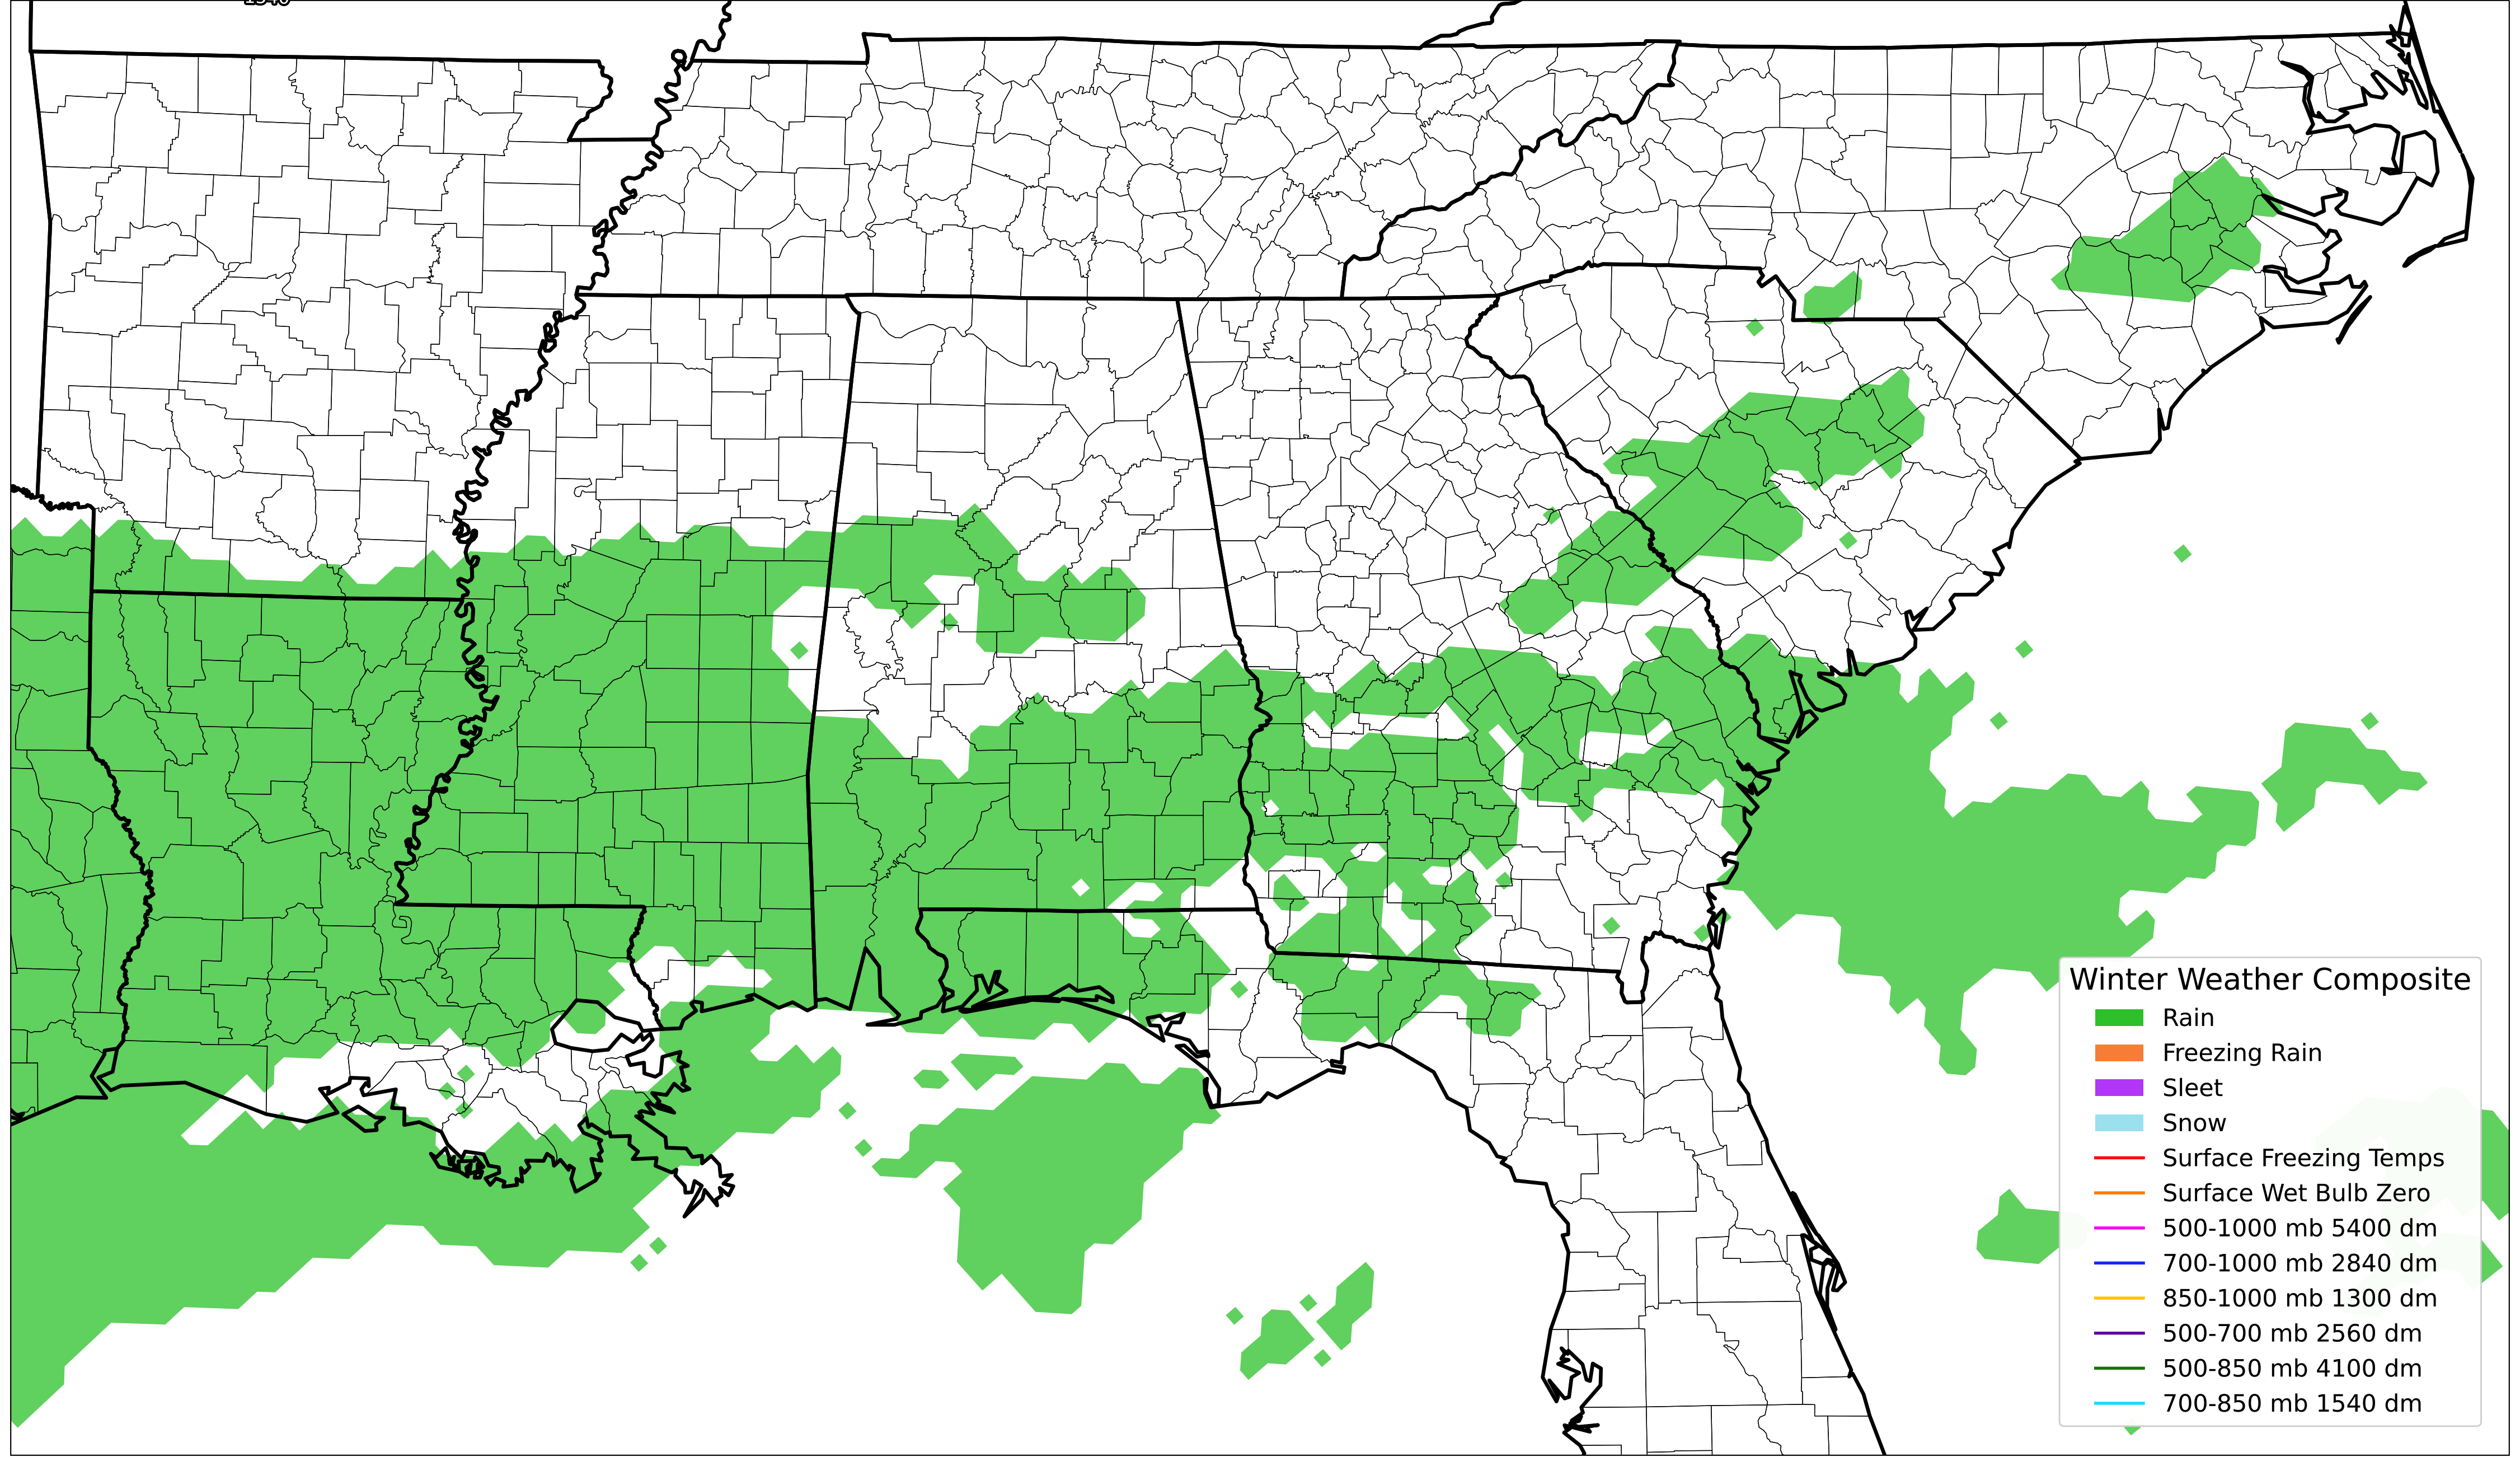 Winter Weather Composite
Rain
Freezing Rain
Sleet
Snow
Surface Freezing Temps
Surface Wet Bulb Zero
500-1000 mb 5400 dm
700-1000 mb 2840 dm
850-1000 mb 1300 dm
500-700 mb 2560 dm
500-850 mb 4100 dm
700-850 mb 1540 dm